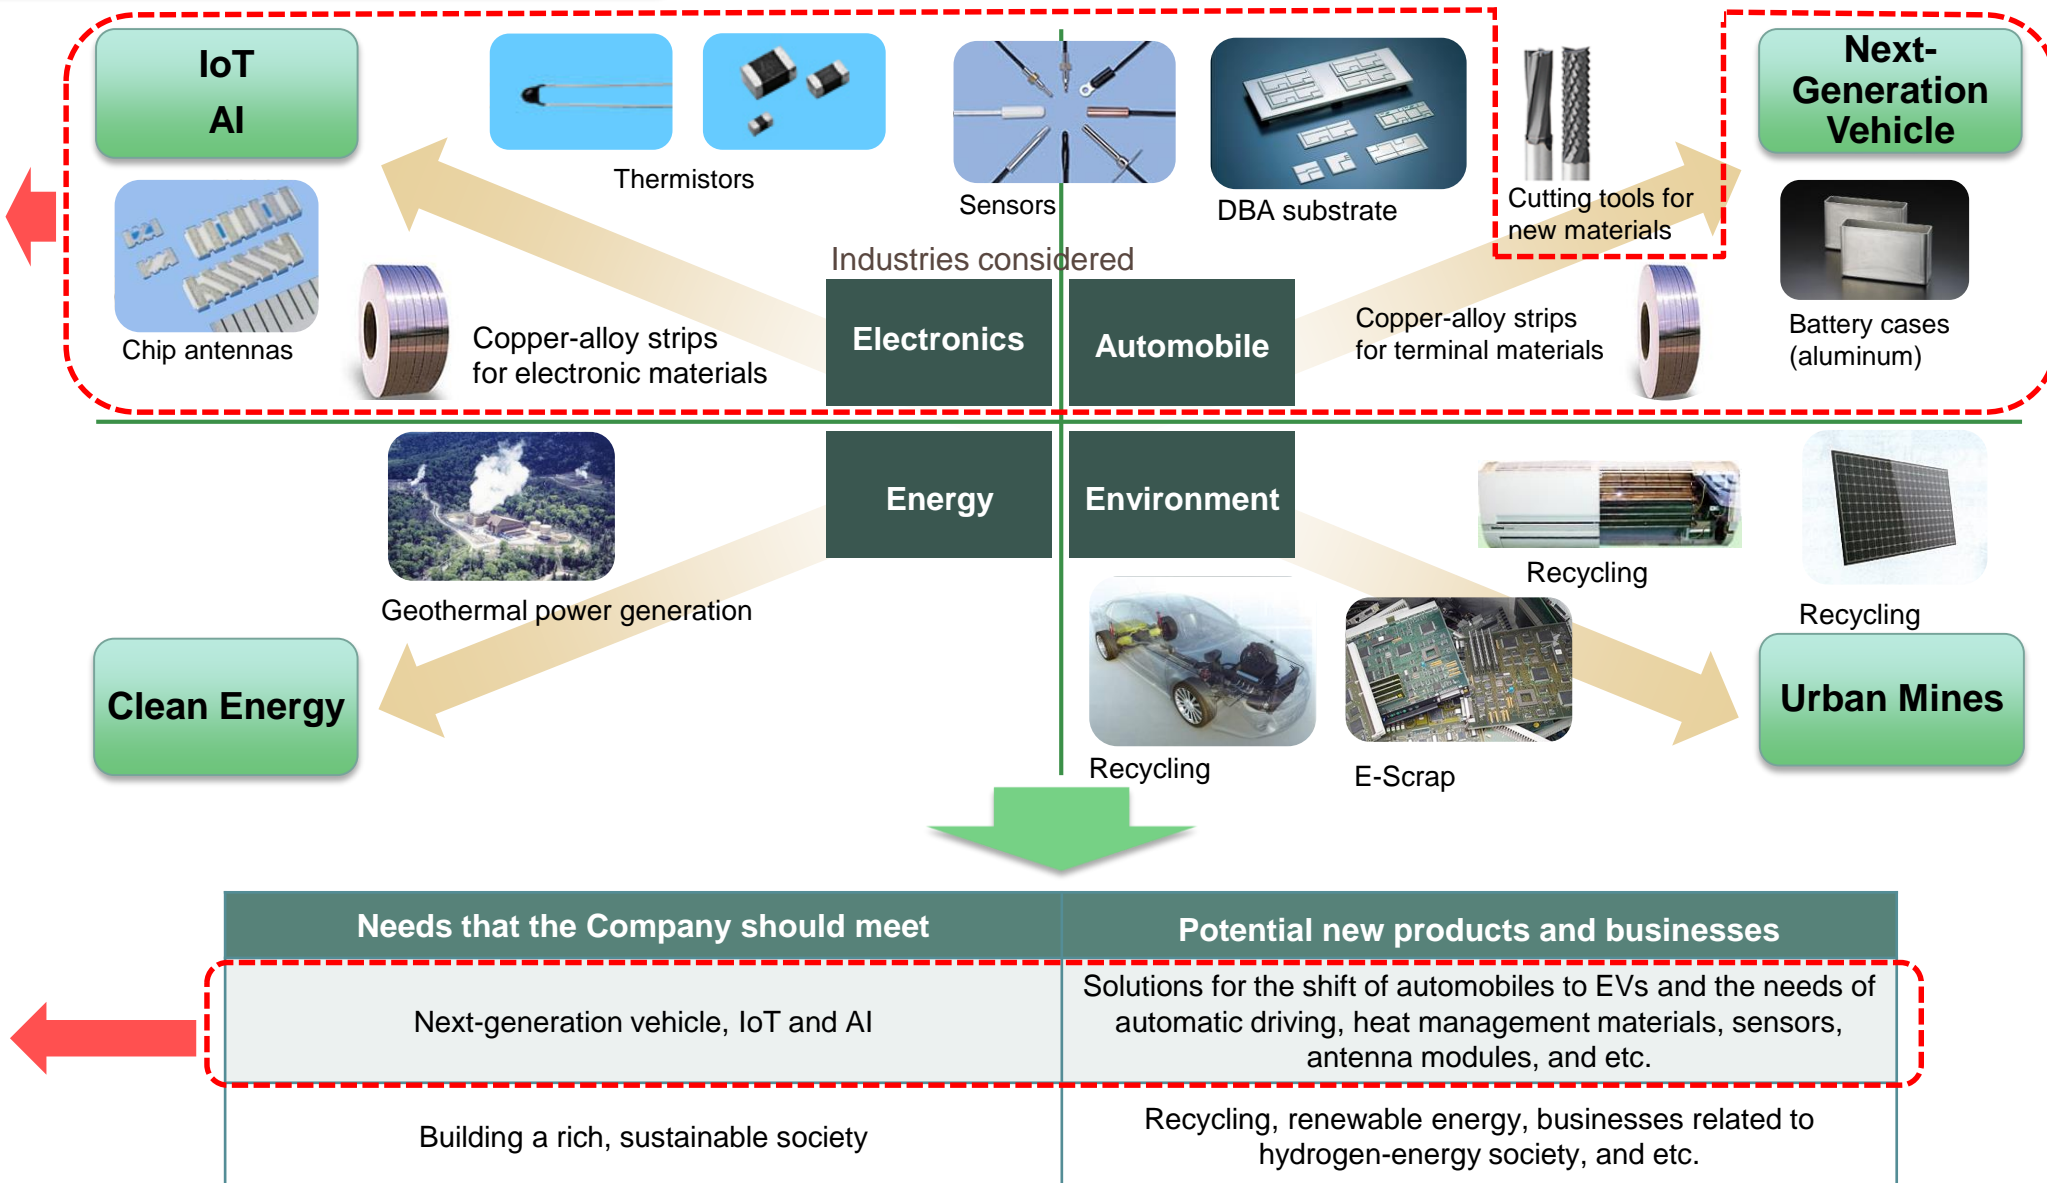 IoT
AI
Next-
Generation
Vehicle
Thermistors
Sensors
DBA substrate
Cutting tools for
new materials
Chip antennas
Copper-alloy strips
for electronic materials
Industries considered
Electronics
Automobile
Copper-alloy strips
for terminal materials
Battery cases
(aluminum)
Energy
Environment
Geothermal power generation
Clean Energy
Recycling
Recycling
Recycling
E-Scrap
Urban Mines
Needs that the Company should meet
Potential new products and businesses
Next-generation vehicle, IoT and AI
Solutions for the shift of automobiles to EVs and the needs of
automatic driving, heat management materials, sensors,
antenna modules, and etc.
Building a rich, sustainable society
Recycling, renewable energy, businesses related to
hydrogen-energy society, and etc.